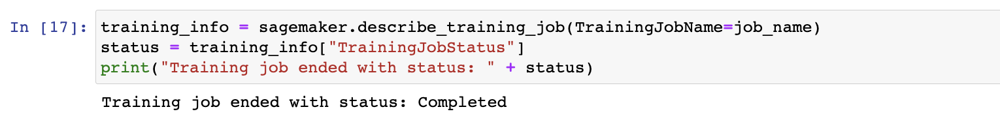 In [17]: training_info = sagemaker.describe_training_job(TrainingJobName=job_name)
status = training_info["TrainingJobStatus"]
print("Training job ended with status: " + status)
Training job ended with status: Completed